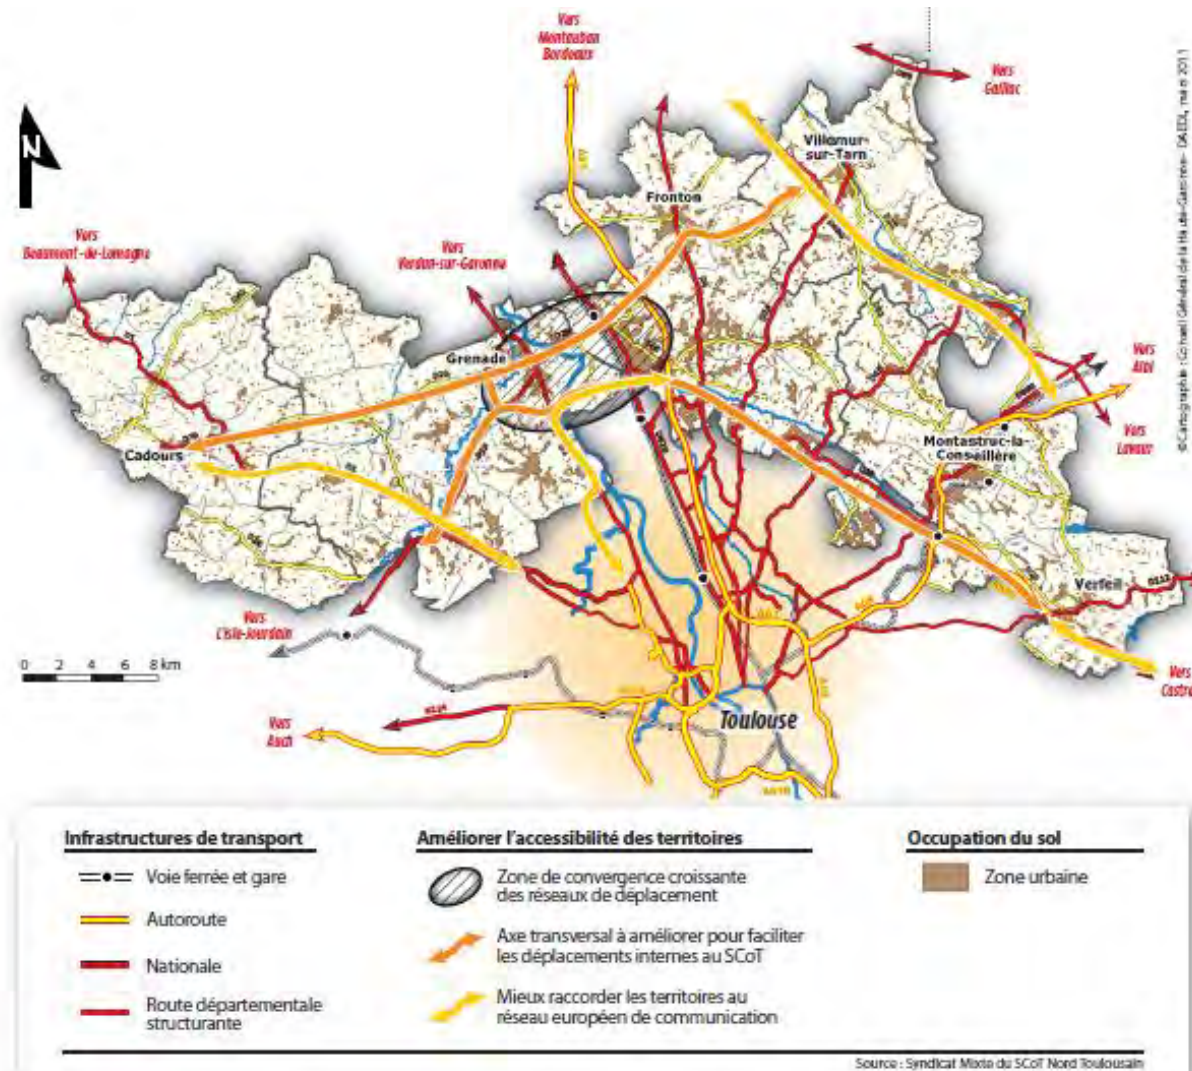 Vers
Montauban
Bordeaux
Vers
Gaillac
N
Villemur-
sur-Tarn
Fronton
Vers
Beaumont-de-Lomagne
Vers
Verdun-sur-Garonne
Grenade
Vers
Albi
Vers
Lavaur
Cadours
Montastruc-la-
Conseillère
Verfeil
Vers
L'Isle-Jourdain
0 2 4 6 8 km
Vers
Castre
Vers
Auch
Toulouse
Infrastructures de transport
Voie ferrée et gare
Autoroute
Nationale
Route départementale
structurante
Améliorer l'accessibilité des territoires
Zone de convergence croissante
des réseaux de déplacement
Axe transversal à améliorer pour faciliter
les déplacements internes au SCoT
Mieux raccorder les territoires au
réseau européen de communication
Occupation du sol
Zone urbaine
Source : Syndicat Mixte du SCoT Nord Toulousain